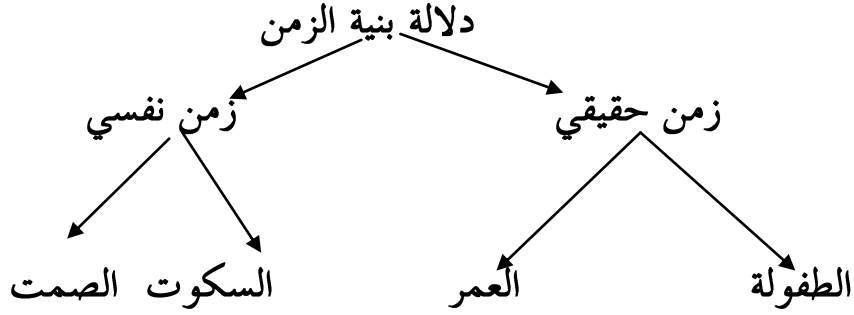 دلالة بنية الزمن
زمن حقيقي زمن نفسي
الطفولة العمر السكوت الصمت